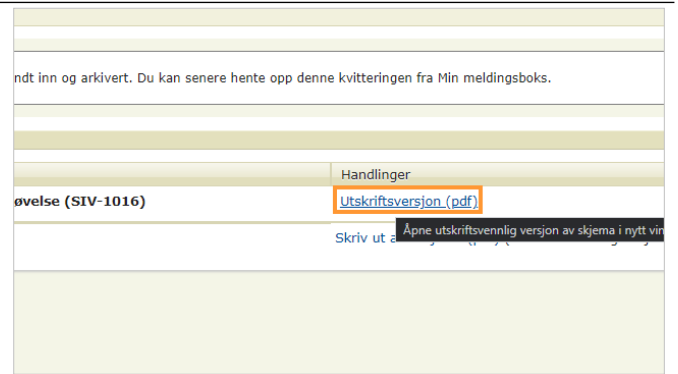 ndt inn og arkivert. Du kan senere hente opp denne kvitteringen fra Min meldingsboks.
Handlinger
øvelse (SIV-1016)
Utskriftsversjon (pdf)
Åpne utskriftsvennlig versjon av skjema i nytt vin
Skriv ut